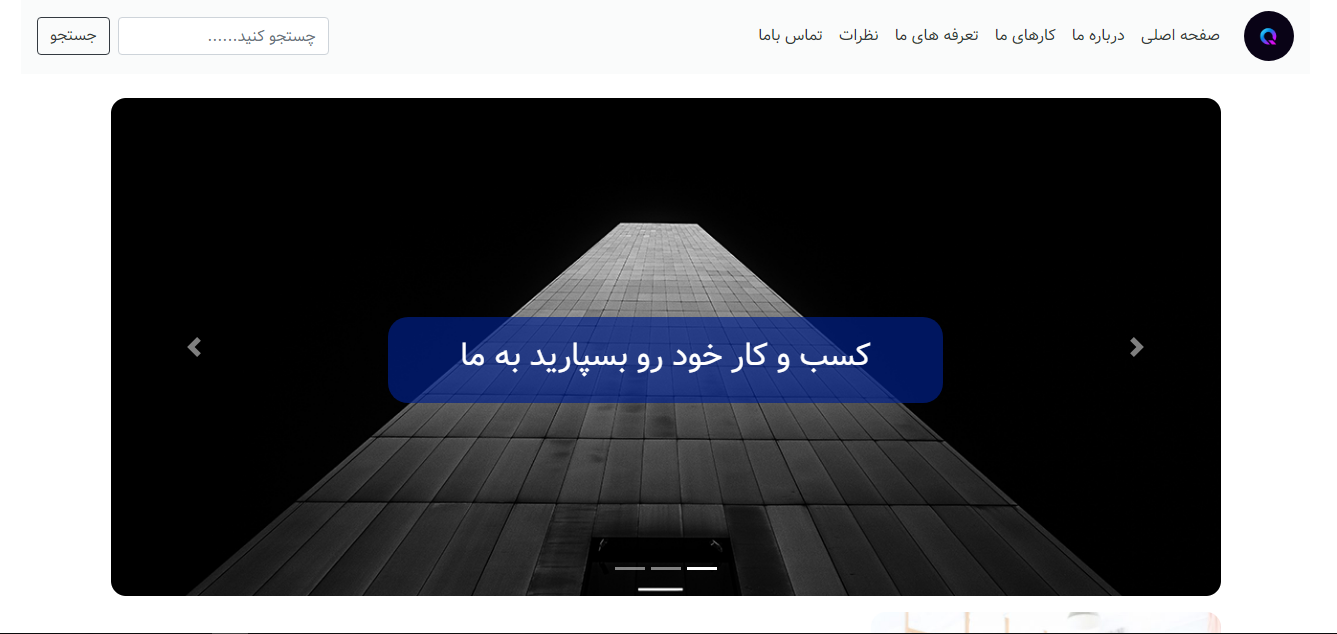 صفحه اصلی درباره ما کارهای ما تعرفه های ما نظرات تماس باما
جستجو کنید......
جستجو
کسب و کار خود رو بسپارید به ما